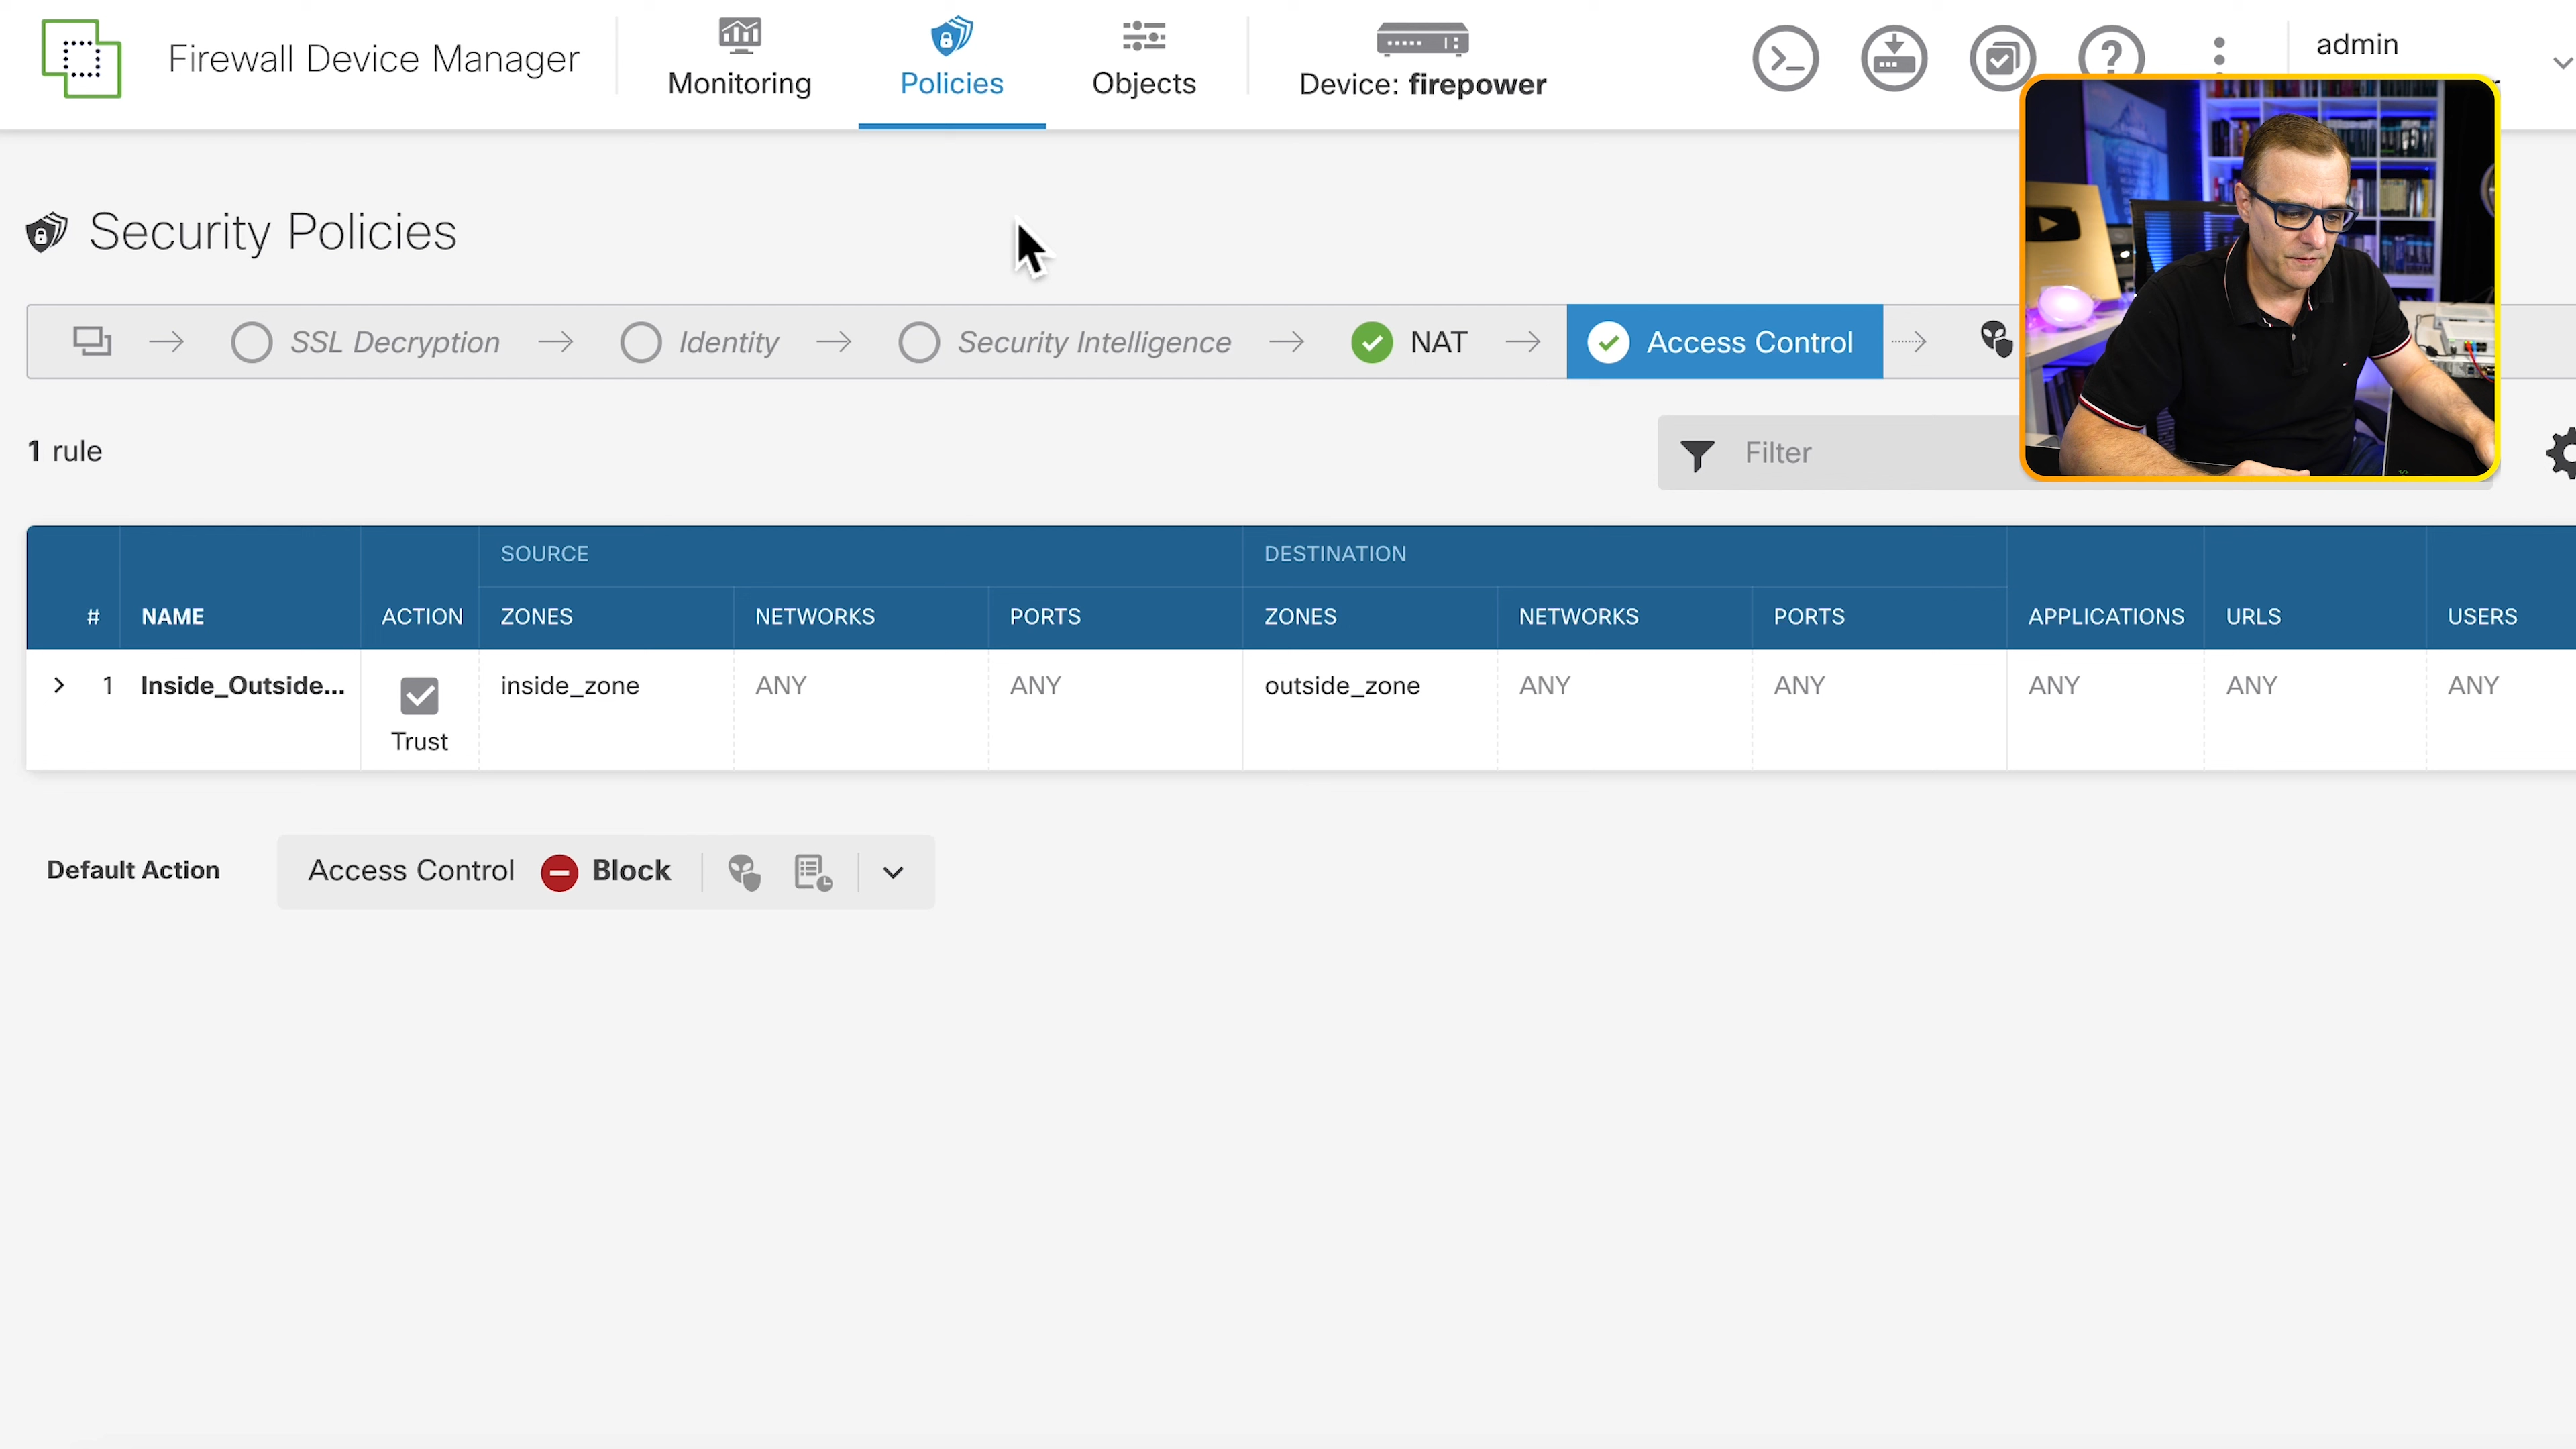 Firewall Device Manager
Monitoring
Policies
Objects
Device: firepower
admin
Security Policies
SSL Decryption
Identity
Security Intelligence
NAT
Access Control
1 rule
Filter
SOURCE
DESTINATION
# NAME ACTION ZONES NETWORKS PORTS ZONES NETWORKS PORTS APPLICATIONS URLS USERS
1 Inside_Outside... Trust inside_zone ANY ANY outside_zone ANY ANY ANY ANY ANY
Default Action Access Control Block